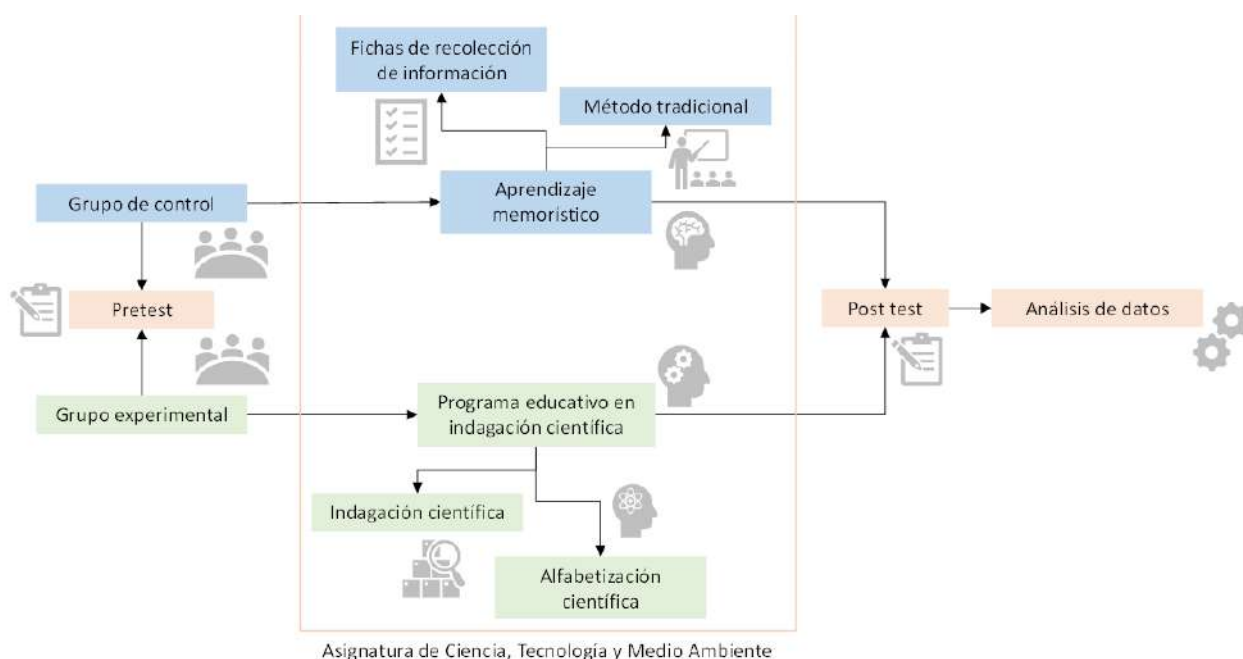 Fichas de recolección
de información
Método tradicional
Grupo de control
Aprendizaje
memorístico
Pretest
Post test
Análisis de datos
Grupo experimental
Programa educativo en
indagación científica
Indagación científica
Alfabetización
científica
Asignatura de Ciencia, Tecnología y Medio Ambiente